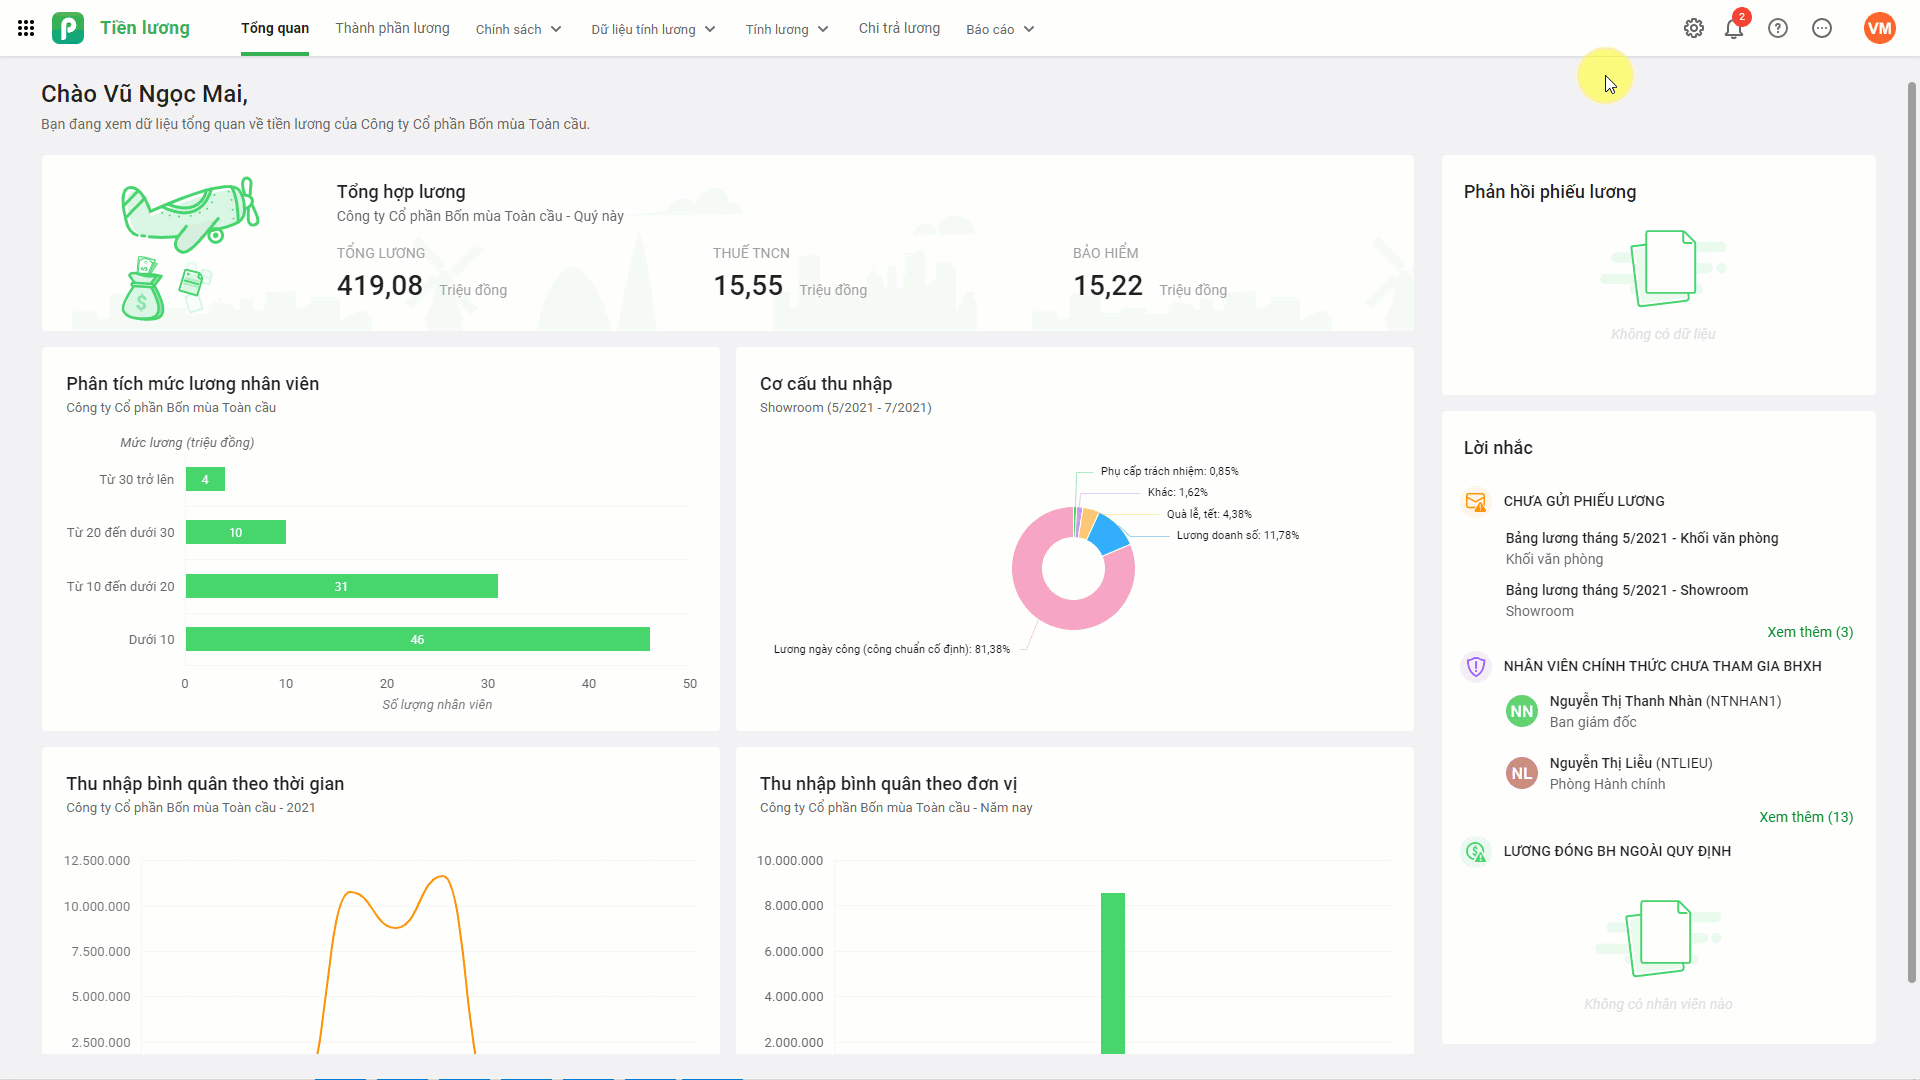 Tiền lương
Tổng quan
Thành phần lương
Chính sách
Dữ liệu tính lương
Tính lương
Chi trả lương
Báo cáo
2
VM
Chào Vũ Ngọc Mai,
Bạn đang xem dữ liệu tổng quan về tiền lương của Công ty Cổ phần Bốn mùa Toàn cầu.
Tổng hợp lương
Công ty Cổ phần Bốn mùa Toàn cầu - Quý này
TỔNG LƯƠNG
419,08 Triệu đồng
THUẾ TNCN
15,55 Triệu đồng
BẢO HIỂM
15,22 Triệu đồng
Phản hồi phiếu lương
Không có dữ liệu
Phân tích mức lương nhân viên
Công ty Cổ phần Bốn mùa Toàn cầu
Mức lương (triệu đồng)
Từ 30 trở lên
4
Từ 20 đến dưới 30
10
Từ 10 đến dưới 20
31
Dưới 10
46
0 10 20 30 40 50
Số lượng nhân viên
Cơ cấu thu nhập
Showroom (5/2021 - 7/2021)
Phụ cấp trách nhiệm: 0,85%
Khác: 1,62%
Quà lễ, tết: 4,38%
Lương doanh số: 11,78%
Lương ngày công (công chuẩn cố định): 81,38%
Lời nhắc
CHƯA GỬI PHIẾU LƯƠNG
Bảng lương tháng 5/2021 - Khối văn phòng
Khối văn phòng
Bảng lương tháng 5/2021 - Showroom
Showroom
Xem thêm (3)
NHÂN VIÊN CHÍNH THỨC CHƯA THAM GIA BHXH
NN
Nguyễn Thị Thanh Nhàn (NTNHAN1)
Ban giám đốc
NL
Nguyễn Thị Liễu (NTLIEU)
Phòng Hành chính
Xem thêm (13)
LƯƠNG ĐÓNG BH NGOÀI QUY ĐỊNH
Không có nhân viên nào
Thu nhập bình quân theo thời gian
Công ty Cổ phần Bốn mùa Toàn cầu - 2021
12.500.000
10.000.000
7.500.000
5.000.000
2.500.000
Thu nhập bình quân theo đơn vị
Công ty Cổ phần Bốn mùa Toàn cầu - Năm nay
10.000.000
8.000.000
6.000.000
4.000.000
2.000.000